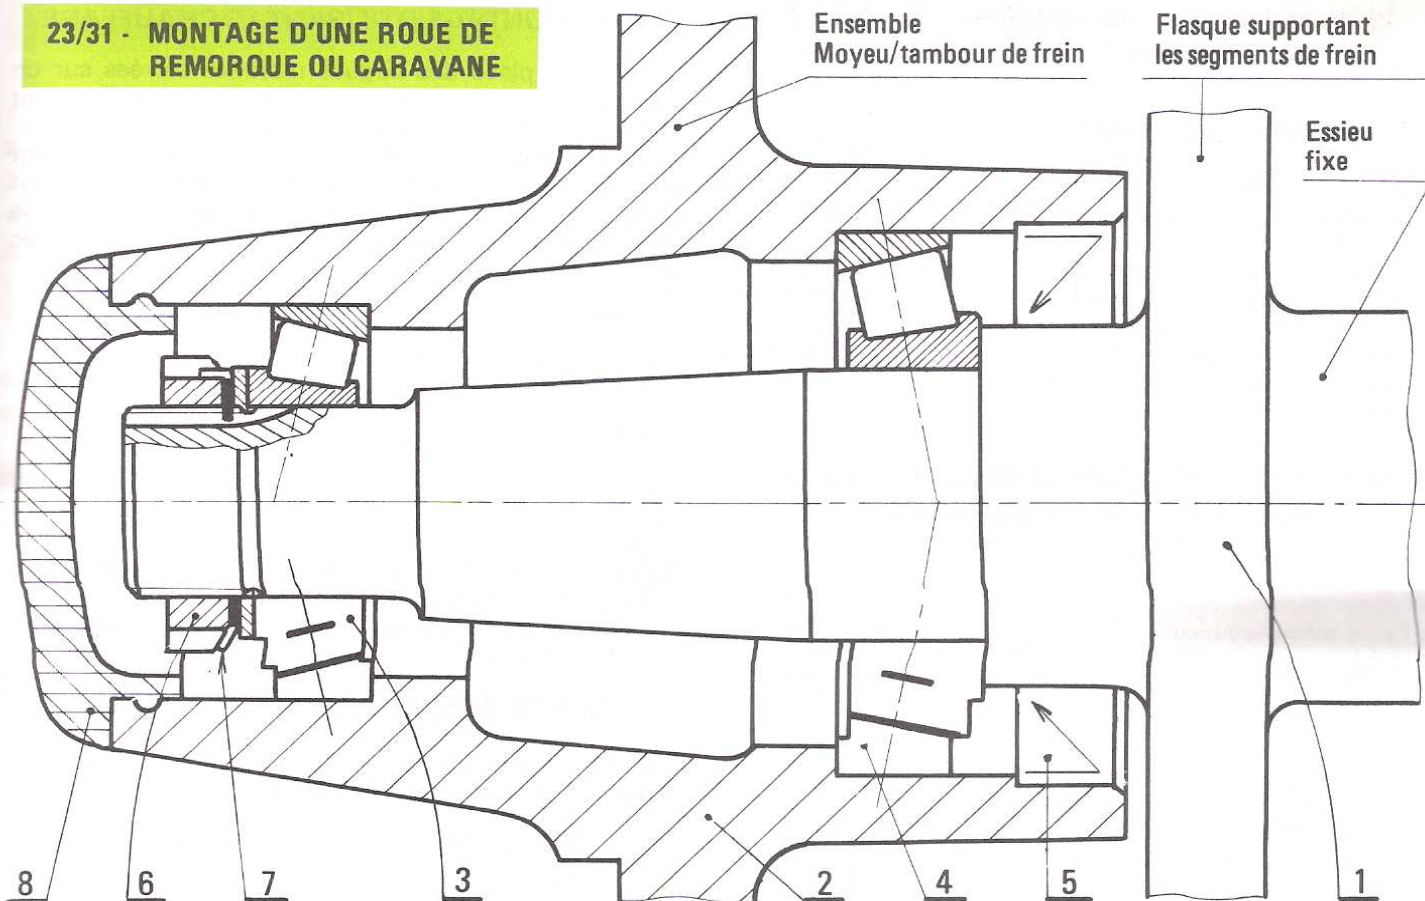 23/31 - MONTAGE D'UNE ROUE DE
REMORQUE OU CARAVANE
Ensemble
Moyeu/tambour de frein
Flasque supportant
les segments de frein
Essieu
fixe
8 6 7 3 2 4 5 1